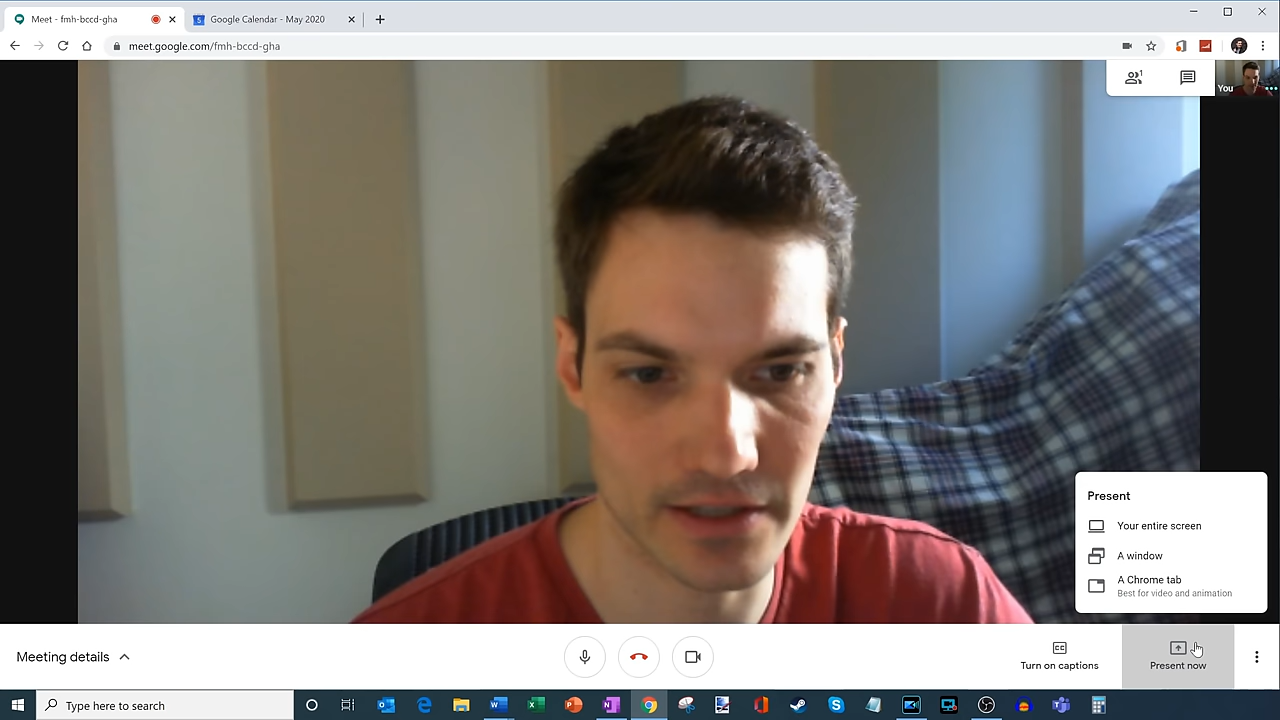 Meet - fmh-bccd-gha
Google Calendar - May 2020
meet.google.com/fmh-bccd-gha
1
You
Present
Your entire screen
A window
A Chrome tab
Best for video and animation
Meeting details
CC
Turn on captions
Present now
Type here to search